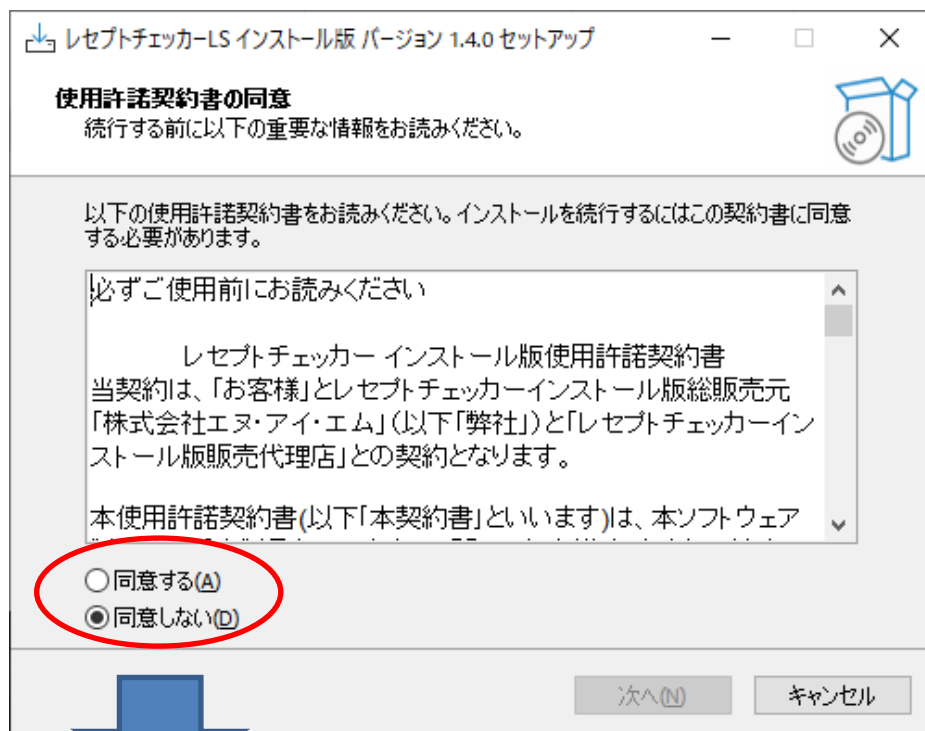 レセプトチェッカーLS インストール版 バージョン 1.4.0 セットアップ
使用許諾契約書の同意
続行する前に以下の重要な情報をお読みください。
以下の使用許諾契約書をお読みください。インストールを続行するにはこの契約書に同意
する必要があります。
必ずご使用前にお読みください
レセプトチェッカー インストール版使用許諾契約書
当契約は、「お客様」とレセプトチェッカーインストール版総販売元
「株式会社エヌ・アイ・エム」(以下「弊社」)と「レセプトチェッカーイン
ストール版販売代理店」との契約となります。
本使用許諾契約書(以下「本契約書」といいます)は、本ソフトウェア
同意する(A)
同意しない(D)
次へ(N)
キャンセル